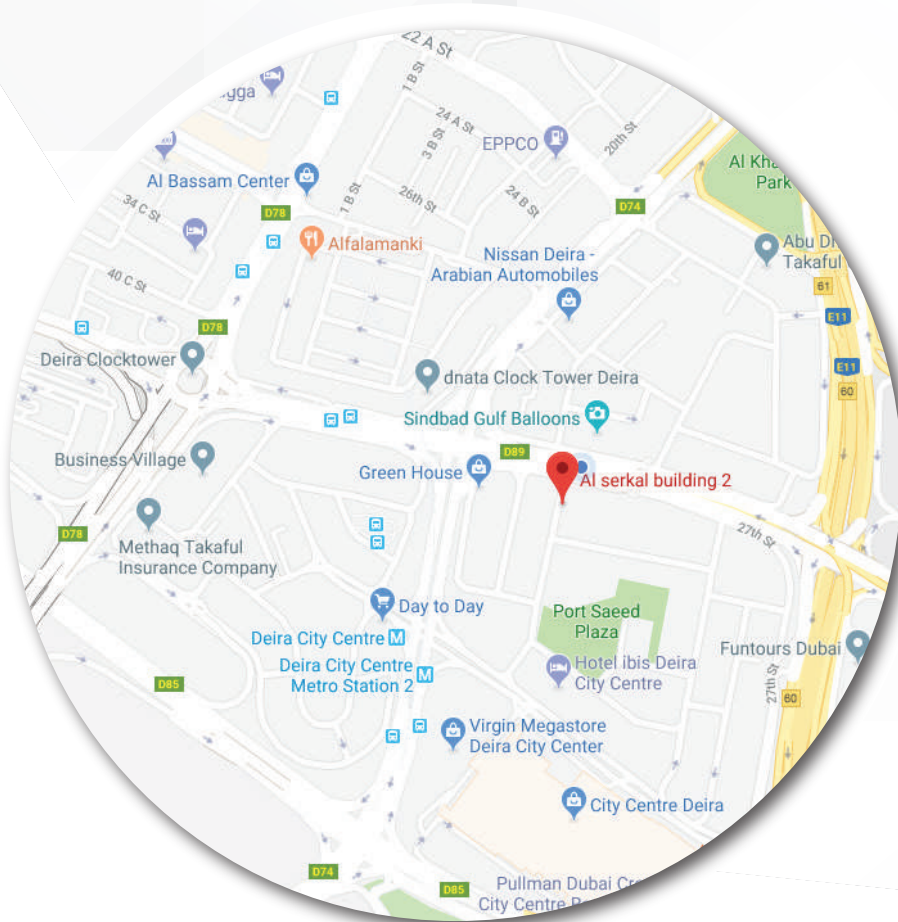 22 A St
1 B St
24 A St
3 B St
EPPCO
20th St
Al Bassam Center
26th St
24 B St
1 B St
34 C St
D78
D74
Park
Alfalamanki
Nissan Deira -
Arabian Automobiles
Takaful
40 C St
61
E11
D78
Deira Clocktower
E11
dnata Clock Tower Deira
60
Sindbad Gulf Balloons
D89
Business Village
Green House
Al serkal building 2
D78
27th St
Methaq Takaful
Insurance Company
Day to Day
Port Saeed
Plaza
Deira City Centre M
Funtours Dubai
Deira City Centre
Metro Station 2 M
Hotel ibis Deira
City Centre
D85
27th St
60
Virgin Megastore
Deira City Center
City Centre Deira
D74
D85
Pullman Dubai
City Centre